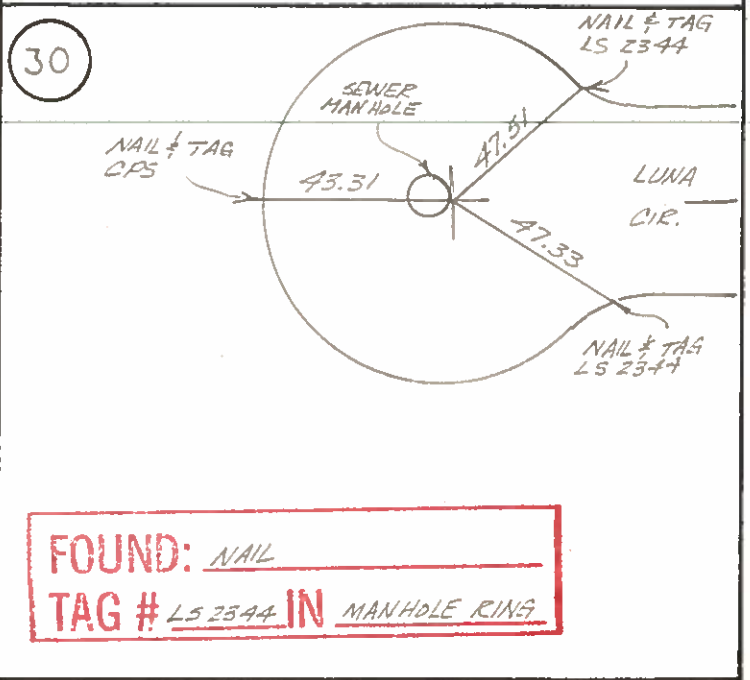 30
NAIL & TAG
LS 2344
SEWER
MANHOLE
NAIL & TAG
CPS
43.31
47.51
LUNA
CIR.
47.33
NAIL & TAG
LS 2344
FOUND: NAIL
TAG # LS 2344 IN MANHOLE RING